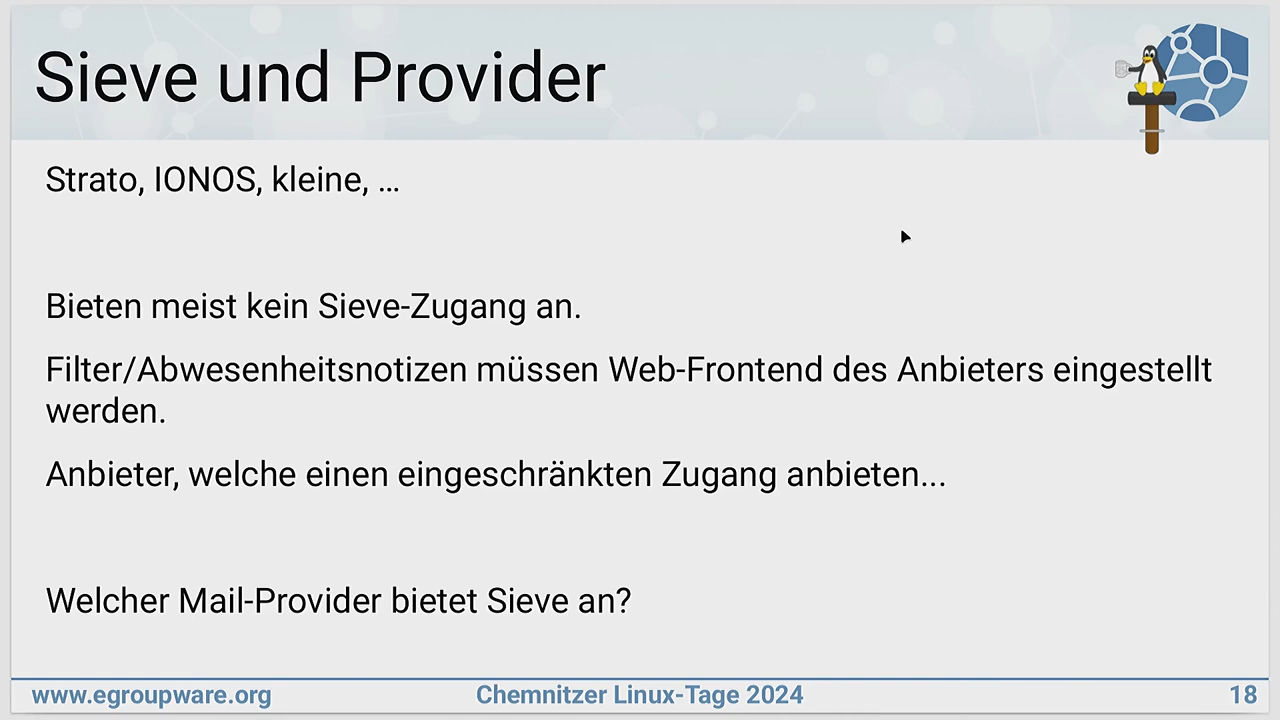 Sieve und Provider
Strato, IONOS, kleine, ...
Bieten meist kein Sieve-Zugang an.
Filter/Abwesenheitsnotizen müssen Web-Frontend des Anbieters eingestellt
werden.
Anbieter, welche einen eingeschränkten Zugang anbieten...
Welcher Mail-Provider bietet Sieve an?
www.egroupware.org
Chemnitzer Linux-Tage 2024
18